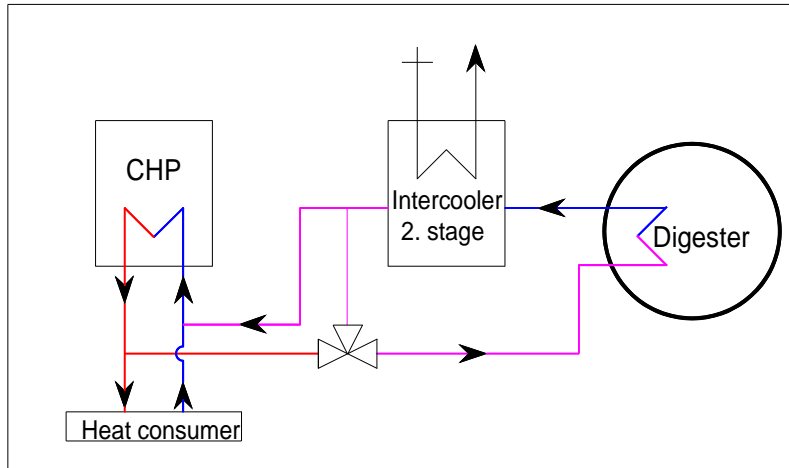 CHP
Intercooler
2. stage
Digester
Heat consumer